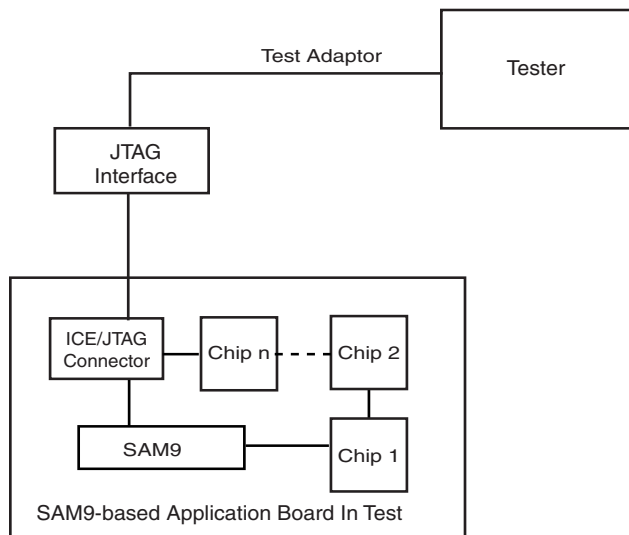 Test Adaptor
Tester
JTAG
Interface
ICE/JTAG
Connector
Chip n
Chip 2
SAM9
Chip 1
SAM9-based Application Board In Test